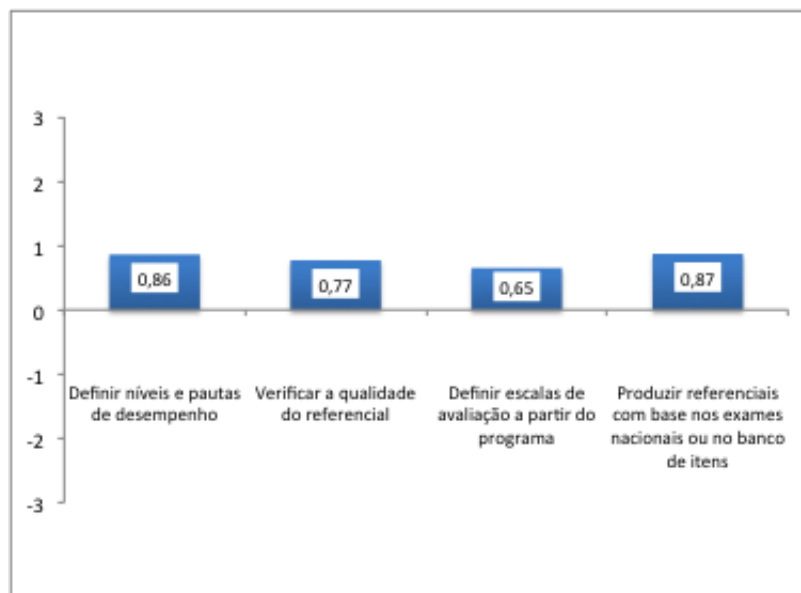 3
2
1
0
-1
-2
-3
0,86
0,77
0,65
0,87
Definir níveis e pautas
de desempenho
Verificar a qualidade
do referencial
Definir escalas de
avaliação a partir do
programa
Produzir referenciais
com base nos exames
nacionais ou no banco
de itens